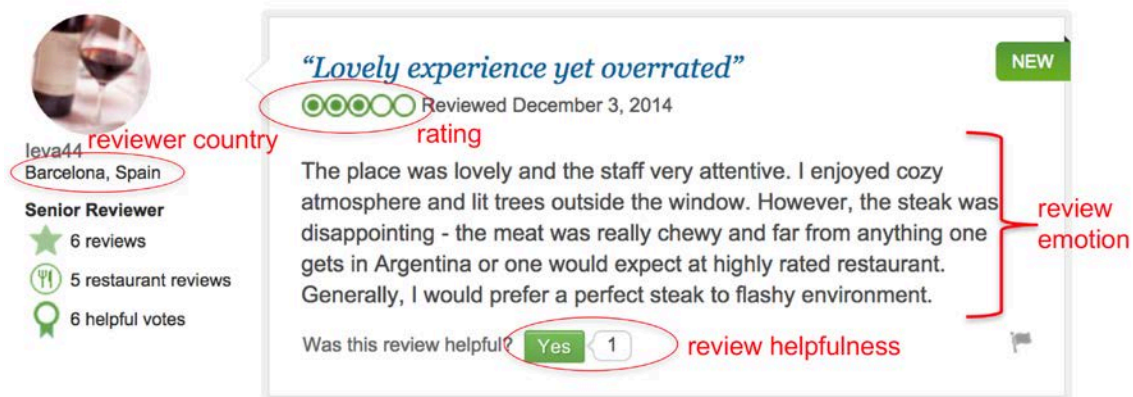 “Lovely experience yet overrated”
NEW
Reviewed December 3, 2014
rating
reviewer country
Ieva44
Barcelona, Spain
Senior Reviewer
6 reviews
5 restaurant reviews
6 helpful votes
The place was lovely and the staff very attentive. I enjoyed cozy
atmosphere and lit trees outside the window. However, the steak was
disappointing - the meat was really chewy and far from anything one
gets in Argentina or one would expect at highly rated restaurant.
Generally, I would prefer a perfect steak to flashy environment.
review
emotion
Was this review helpful?
Yes
1
review helpfulness